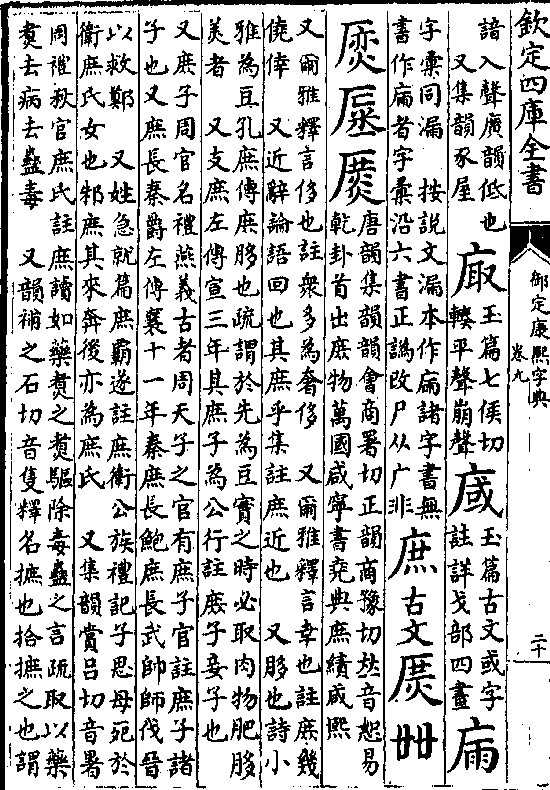 欽定四庫全書
御定康熙字典
卷九
二十
諳入聲廣韻低也
又集韻豕屋
玉篇七侯切
輳平聲崩聲
玉篇古文或字
註詳戈部四畫
㡴
字彙同漏　按說文漏本作㡴諸字書無
書作㡴者字彙沿六書正譌改尸从广非
庶
古文
卌
唐韻集韻韻會商署切正韻商豫切𠀤音恕易
乾卦首出庶物萬國咸寧書堯典庶績咸熙
又爾雅釋言侈也註衆多為奢侈　又爾雅釋言幸也註庶幾
僥倖　又近辭論語回也其庶乎集註庶近也　又䏧也詩小
雅為豆孔庶傳庶䏧也疏謂於先為豆實之時必取肉物肥䏧
美者　又支庶左傳宣三年其庶子為公行註庶子妾子也
又庶子周官名禮燕義古者周天子之官有庶子官註庶子諸
子也又庶長秦爵左傳襄十一年秦庶長鮑庶長武帥師伐晉
以救鄭　又姓急就篇庶霸遂註庶衛公族禮記子思母死於
衛庶氏女也邾庶其來奔後亦為庶氏　又集韻賞呂切音署
周禮秋官庶氏註庶讀如藥煑之煑驅除毒蠱之言疏取以藥
煑去病去蠱毒　又韻補之石切音隻釋名摭也拾摭之也謂